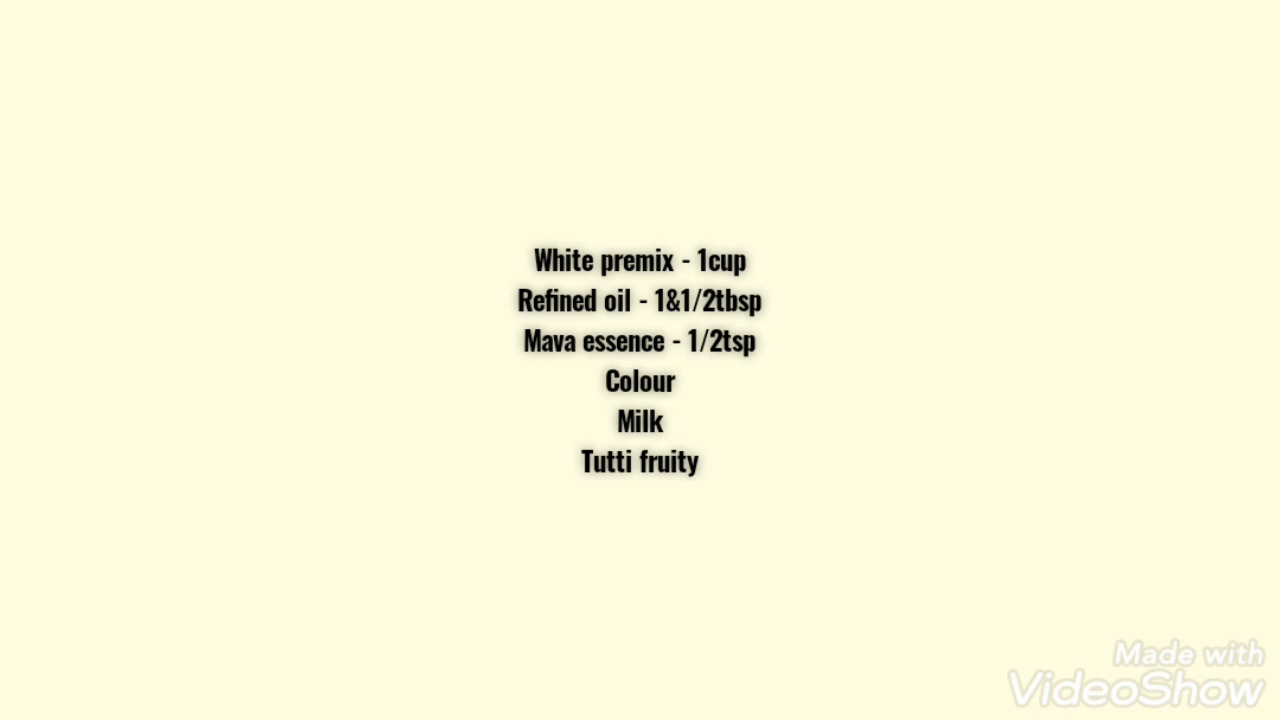 White premix - 1cup
Refined oil - 1&1/2tbsp
Mava essence - 1/2tsp
Colour
Milk
Tutti fruity
Made with
VideoShow